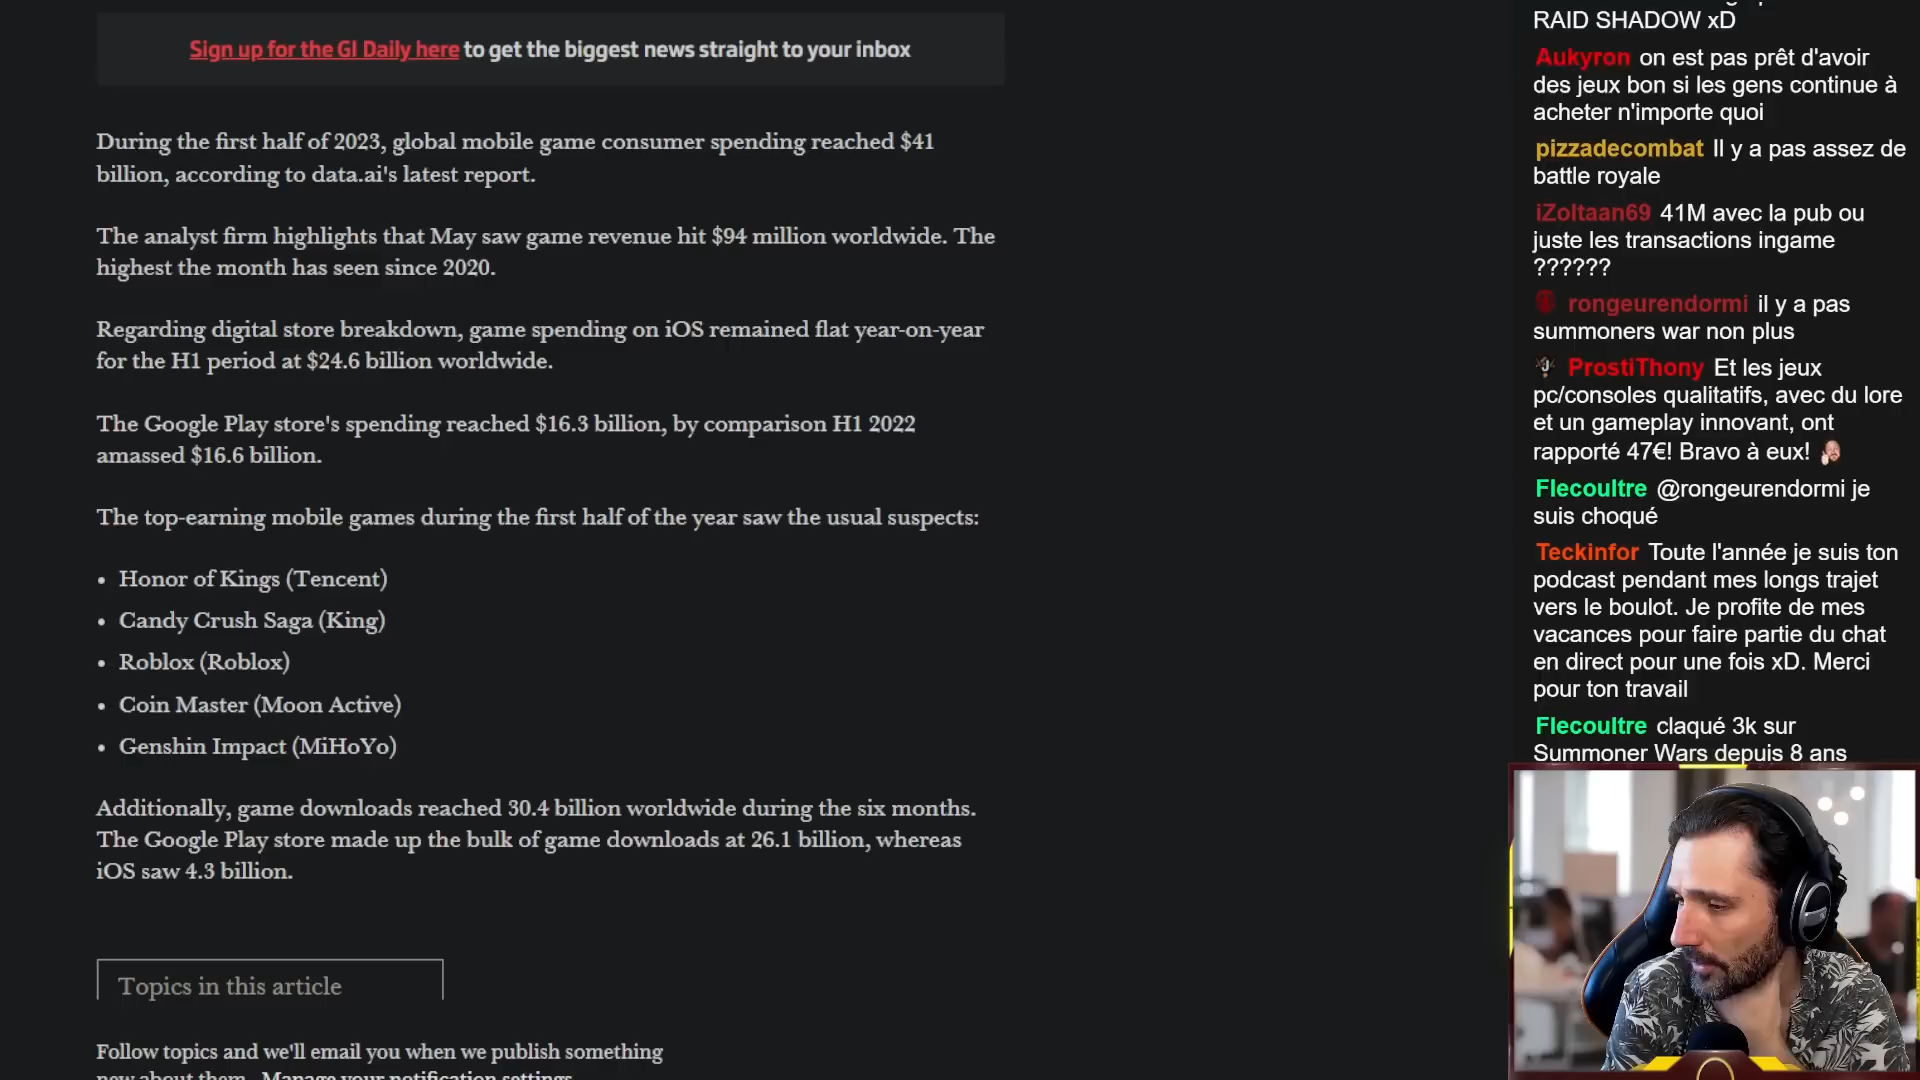 Sign up for the GI Daily here to get the biggest news straight to your inbox
During the first half of 2023, global mobile game consumer spending reached $41
billion, according to data.ai's latest report.
The analyst firm highlights that May saw game revenue hit $94 million worldwide. The
highest the month has seen since 2020.
Regarding digital store breakdown, game spending on iOS remained flat year-on-year
for the H1 period at $24.6 billion worldwide.
The Google Play store's spending reached $16.3 billion, by comparison H1 2022
amassed $16.6 billion.
The top-earning mobile games during the first half of the year saw the usual suspects:
• Honor of Kings (Tencent)
• Candy Crush Saga (King)
• Roblox (Roblox)
• Coin Master (Moon Active)
• Genshin Impact (MiHoYo)
Additionally, game downloads reached 30.4 billion worldwide during the six months.
The Google Play store made up the bulk of game downloads at 26.1 billion, whereas
iOS saw 4.3 billion.
Topics in this article
Follow topics and we'll email you when we publish something
new about them. Manage your notification settings
RAID SHADOW xD
Aukyron on est pas prêt d'avoir
des jeux bon si les gens continue à
acheter n'importe quoi
pizzadecombat Il y a pas assez de
battle royale
iZoltaan69 41M avec la pub ou
juste les transactions ingame
??????
rongeurendormi il y a pas
summoners war non plus
ProstiThony Et les jeux
pc/consoles qualitatifs, avec du lore
et un gameplay innovant, ont
rapporté 47€! Bravo à eux!
Flecoultre @rongeurendormi je
suis choqué
Teckinfor Toute l'année je suis ton
podcast pendant mes longs trajet
vers le boulot. Je profite de mes
vacances pour faire partie du chat
en direct pour une fois xD. Merci
pour ton travail
Flecoultre claqué 3k sur
Summoner Wars depuis 8 ans